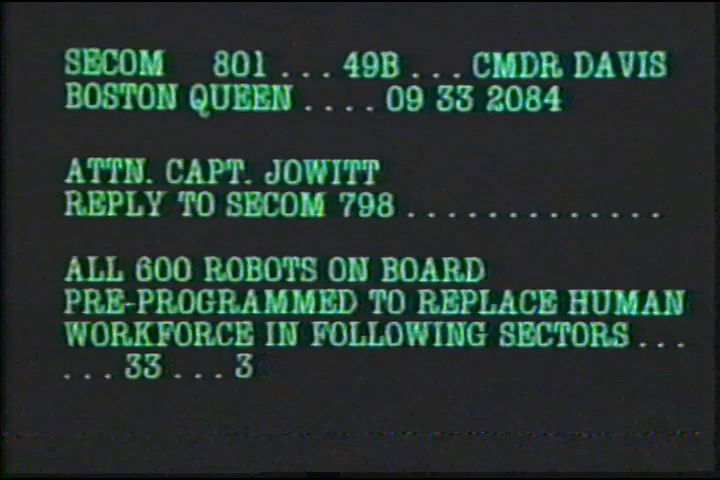 SECOM 801 ... 49B ... CMDR DAVIS
BOSTON QUEEN .... 09 33 2084
ATTN. CAPT. JOWITT
REPLY TO SECOM 798 .............
ALL 600 ROBOTS ON BOARD
PRE-PROGRAMMED TO REPLACE HUMAN
WORKFORCE IN FOLLOWING SECTORS ...
... 33 ... 3